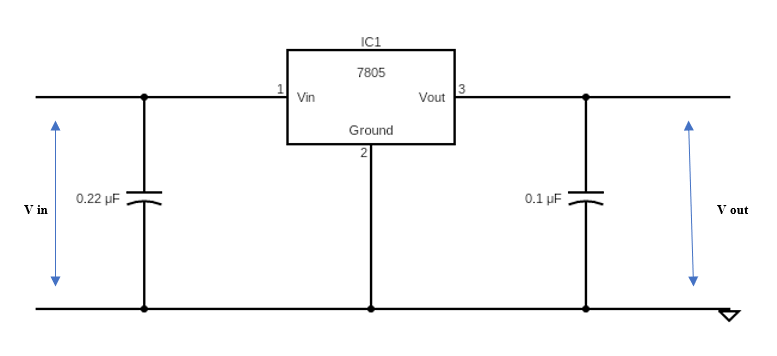 IC1
7805
1
Vin
Vout
3
Ground
2
0.22 µF
0.1 µF
V in
V out